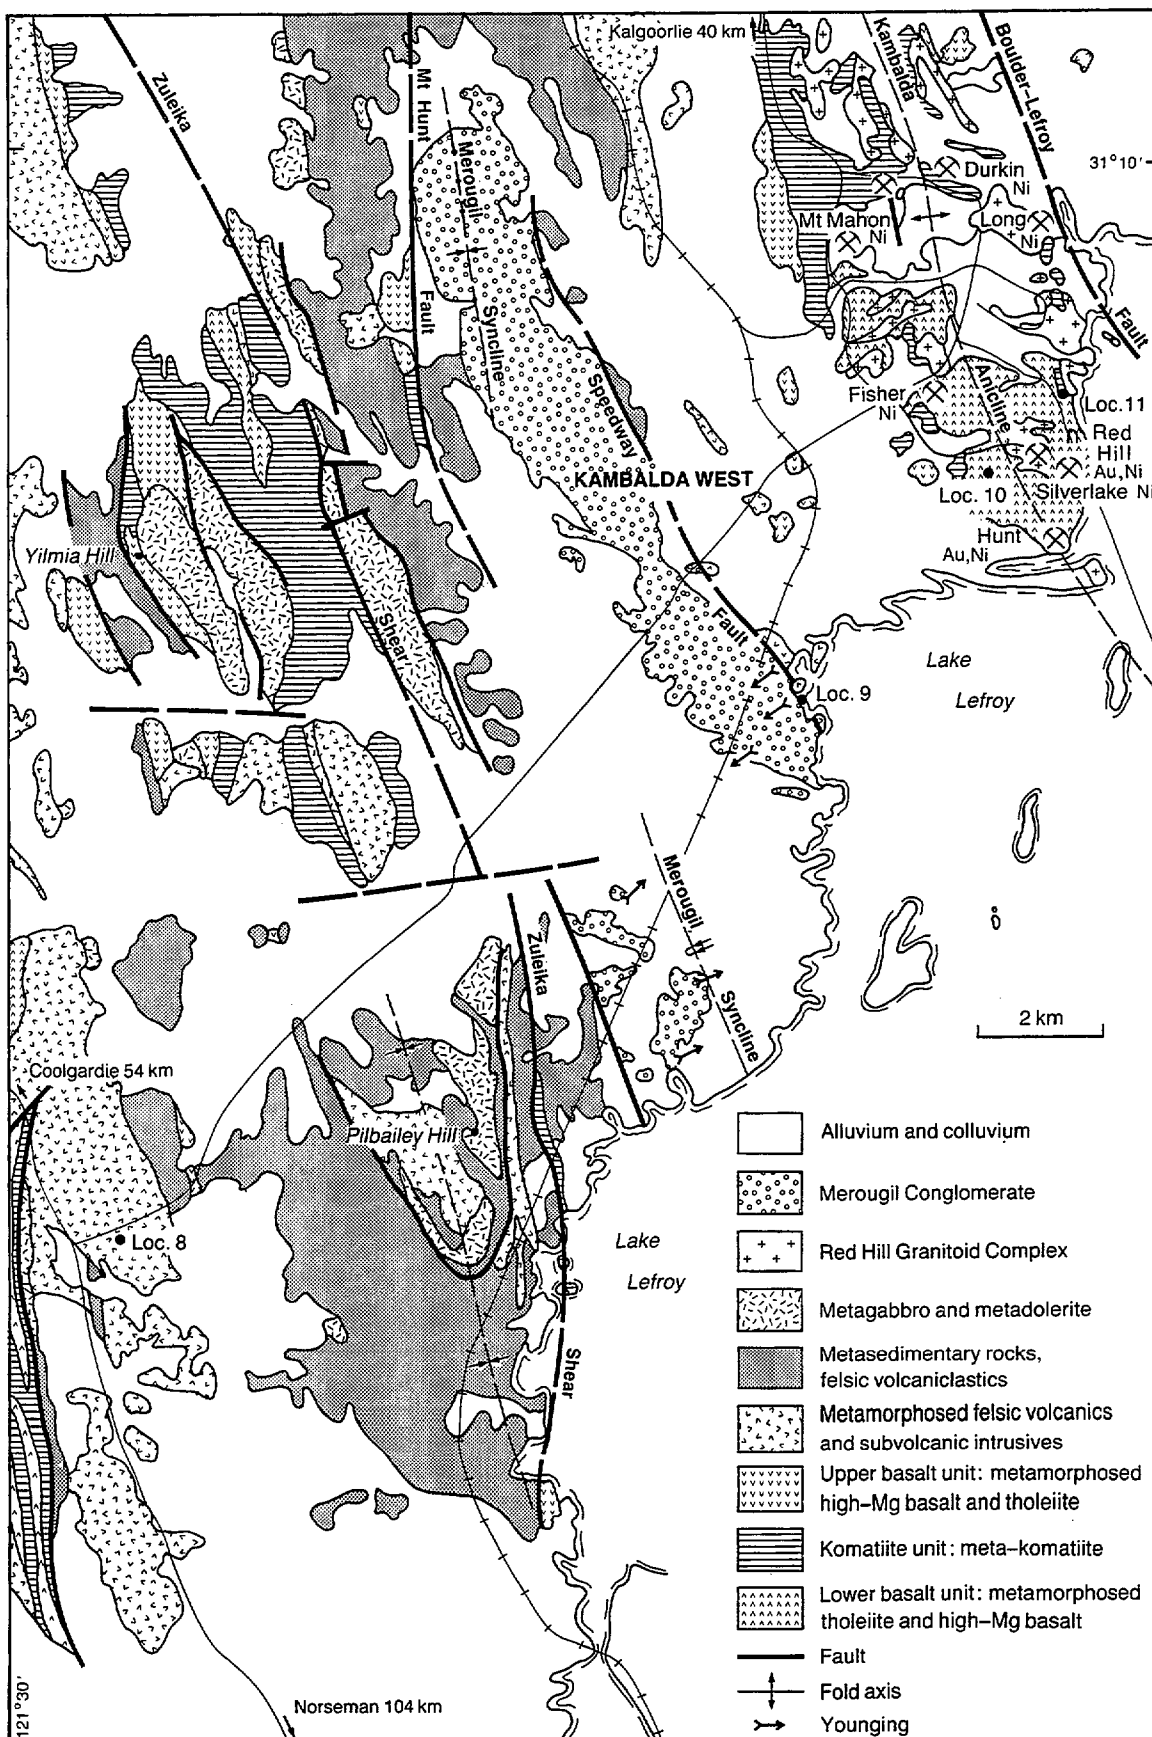 Kalgoorlie 40 km
Zuleika
Mt Hunt
Fault
Merougil
Syncline
Kambalda
Boulder–Lefroy
Fault
31°10'
Durkin
Ni
Mt Mahon
Ni
Long
Ni
Speedway
Fault
KAMBALDA WEST
Fisher
Ni
Anicline
Loc.11
Red
Hill
Au,Ni
Loc. 10
Silverlake Ni
Hunt
Au,Ni
Yilmia Hill
Shear
Lake
Lefroy
Loc. 9
Merougil
Syncline
Zuleika
2 km
Coolgardie 54 km
Pilbailey Hill
Loc. 8
Lake
Lefroy
Shear
Alluvium and colluvium
Merougil Conglomerate
Red Hill Granitoid Complex
Metagabbro and metadolerite
Metasedimentary rocks,
felsic volcaniclastics
Metamorphosed felsic volcanics
and subvolcanic intrusives
Upper basalt unit: metamorphosed
high–Mg basalt and tholeiite
Komatiite unit: meta–komatiite
Lower basalt unit: metamorphosed
tholeiite and high–Mg basalt
Fault
Fold axis
Younging
121°30'
Norseman 104 km